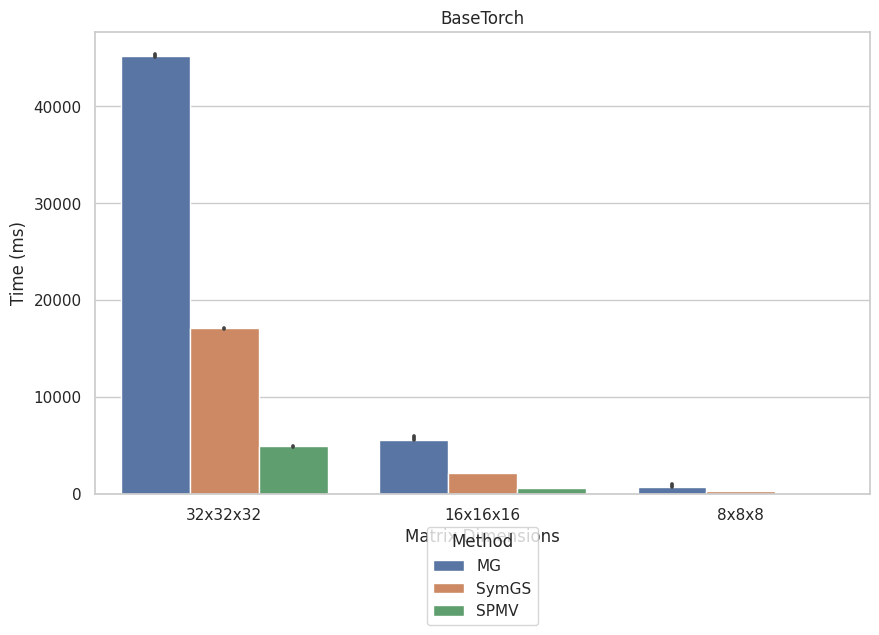 BaseTorch
Time (ms)
40000
30000
20000
10000
0
32x32x32 16x16x16 8x8x8
Matrix Dimensions
Method
MG
SymGS
SPMV